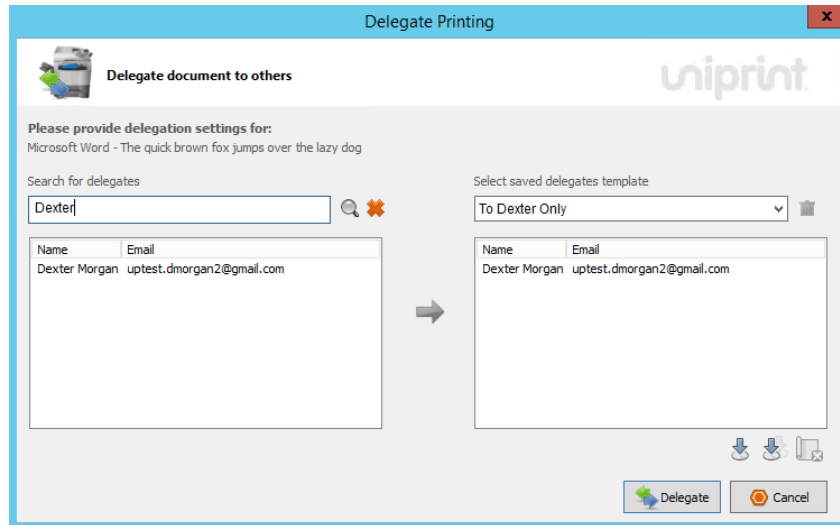 Delegate Printing
x
Delegate document to others
uniprint
Please provide delegation settings for:
Microsoft Word - The quick brown fox jumps over the lazy dog
Search for delegates
Dexter
Select saved delegates template
To Dexter Only
Name Email
Dexter Morgan uptest.dmorgan2@gmail.com
Name Email
Dexter Morgan uptest.dmorgan2@gmail.com
Delegate
Cancel